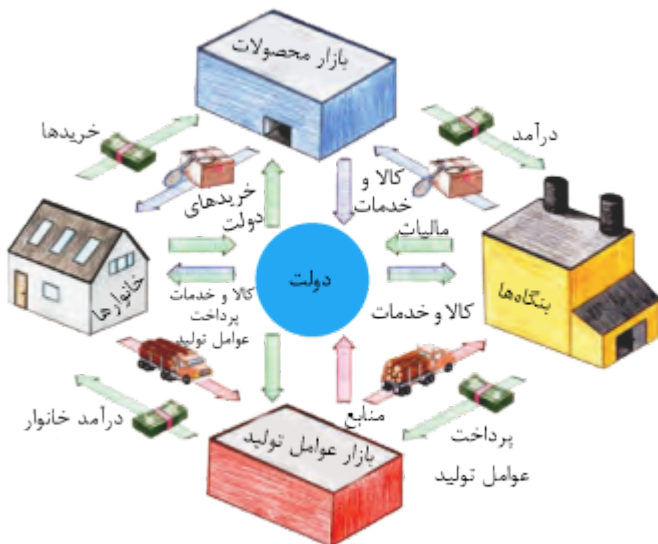 بازار محصولات
درآمد
خریدها
کالا و
خدمات
خریدهای
دولت
مالیات
دولت
خانوارها
بنگاه‌ها
کالا و خدمات
کالا و خدمات
پرداخت
عوامل تولید
منابع
درآمد خانوار
بازار عوامل تولید
پرداخت
عوامل تولید